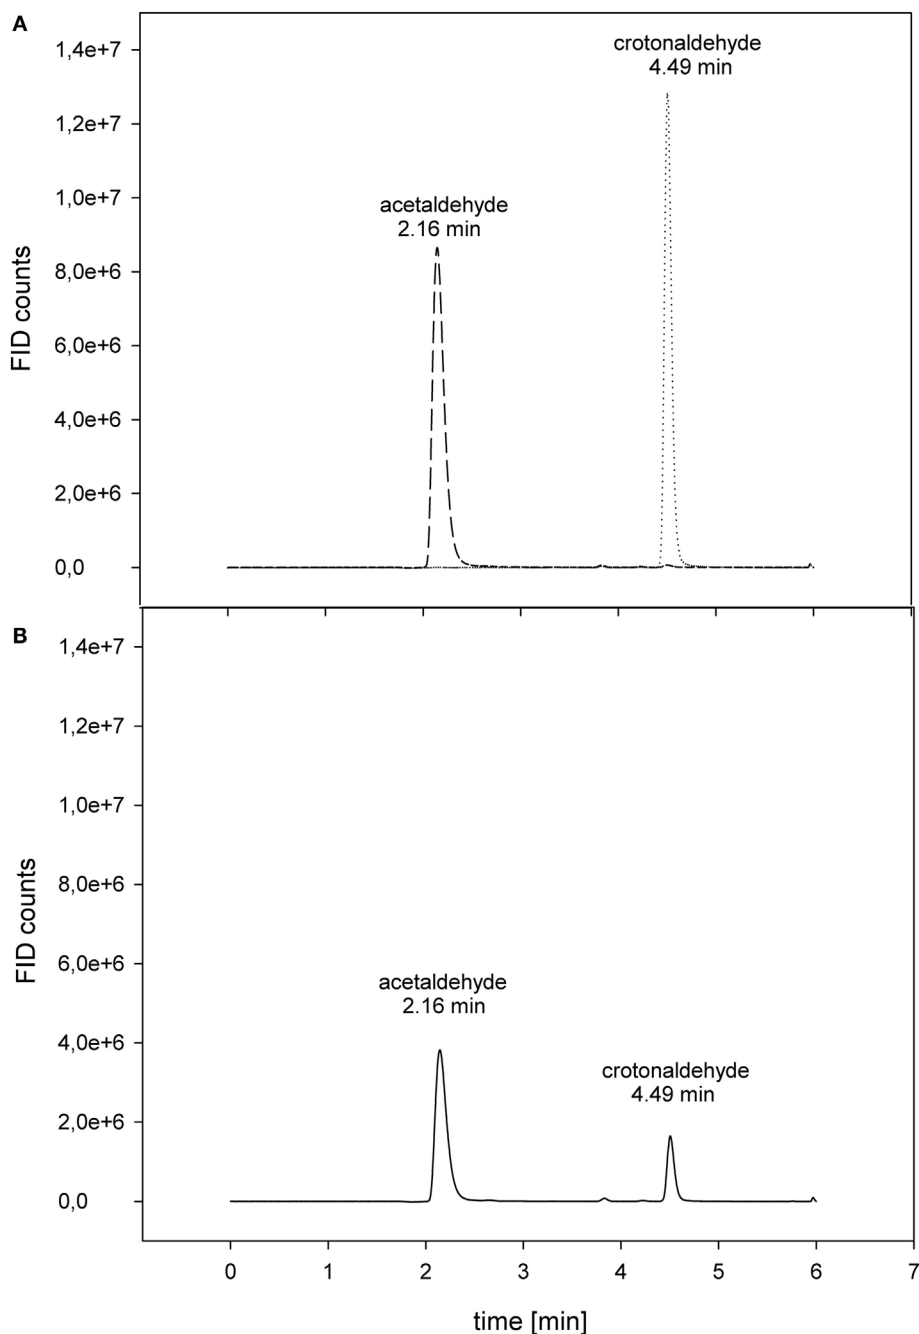 A
FID counts
1,4e+7
1,2e+7
1,0e+7
8,0e+6
6,0e+6
4,0e+6
2,0e+6
0,0
crotonaldehyde
4.49 min
acetaldehyde
2.16 min
B
FID counts
1,4e+7
1,2e+7
1,0e+7
8,0e+6
6,0e+6
4,0e+6
2,0e+6
0,0
acetaldehyde
2.16 min
crotonaldehyde
4.49 min
0 1 2 3 4 5 6 7
time [min]